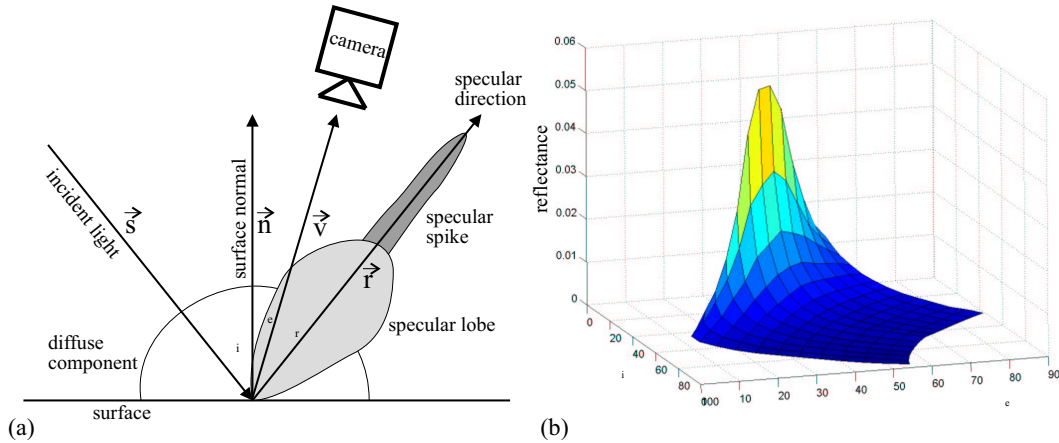 camera
specular
direction
incident light
s
surface normal
n
v
specular
spike
r
specular lobe
e
r
i
diffuse
component
surface
(a)
reflectance
0.06
0.05
0.04
0.03
0.02
0.01
0
0
20
40
60
80
i
10
20
30
40
50
60
70
80
90
e
(b)